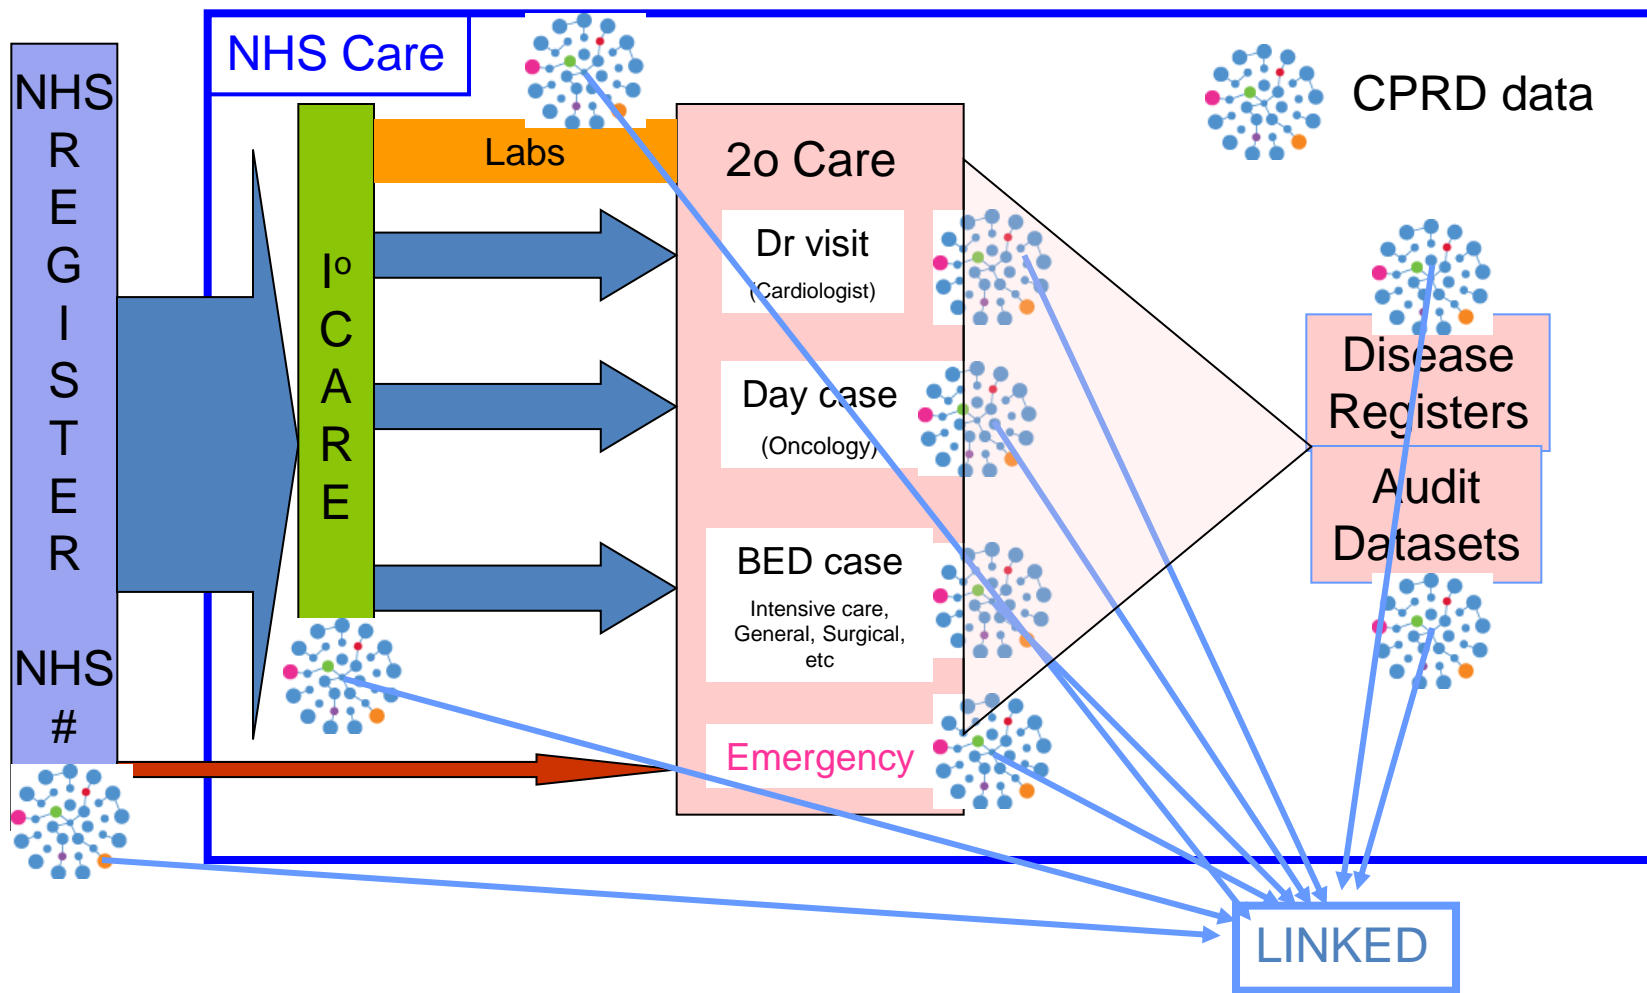 NHS
R
E
G
I
S
T
E
R
NHS
#
NHS Care
Iº
C
A
R
E
Labs
2o Care
Dr visit
(Cardiologist)
Day case
(Oncology)
BED case
Intensive care,
General, Surgical,
etc
Emergency
CPRD data
Disease
Registers
Audit
Datasets
LINKED